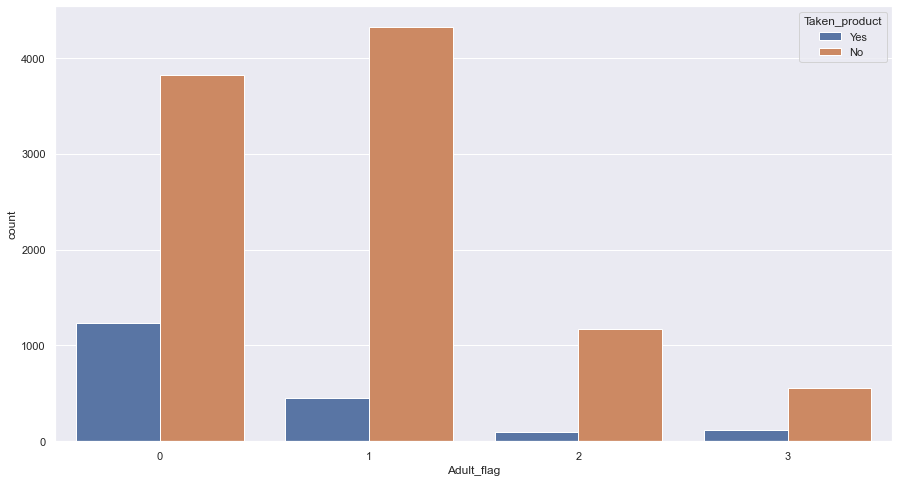 Taken_product
Yes
No
4000
3000
2000
1000
0
count
0 1 2 3
Adult_flag